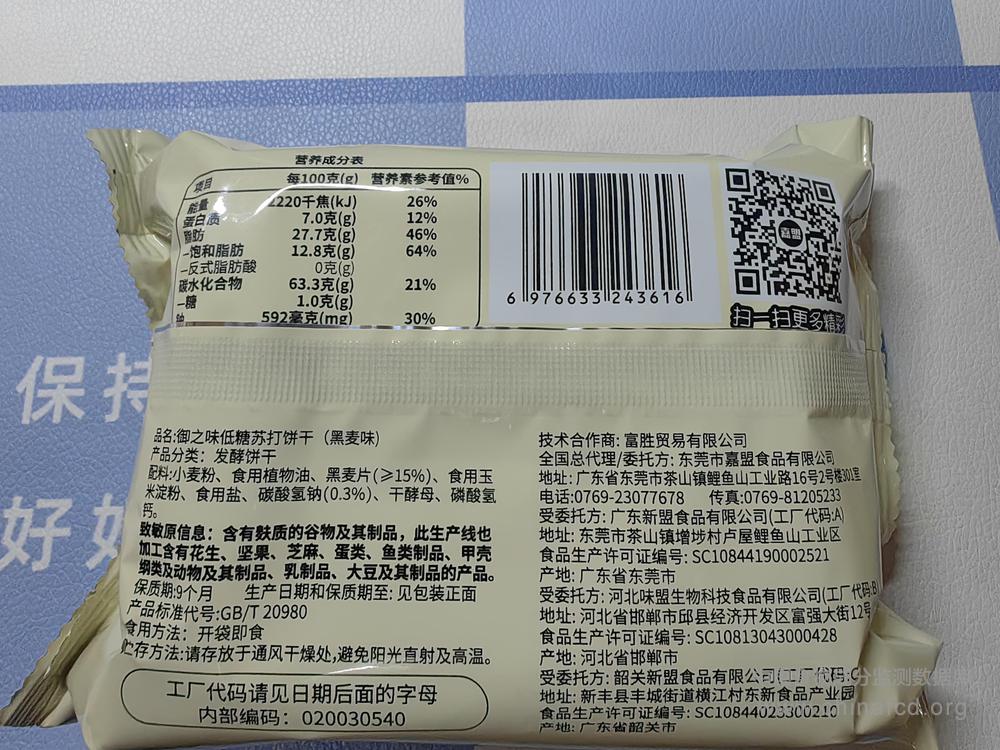 营养成分表
项目 每100克(g) 营养素参考值%
能量 2220千焦(kJ) 26%
蛋白质 7.0克(g) 12%
脂肪 27.7克(g) 46%
—饱和脂肪 12.8克(g) 64%
—反式脂肪酸 0克(g)
碳水化合物 63.3克(g) 21%
—糖 1.0克(g)
钠 592毫克(mg) 30%
6 976633 243616
嘉盟
扫一扫更多精彩
保持
好好
品名:御之味低糖苏打饼干（黑麦味）
产品分类：发酵饼干
配料:小麦粉、食用植物油、黑麦片(≥15%)、食用玉
米淀粉、食用盐、碳酸氢钠(0.3%)、干酵母、磷酸氢
钙。
致敏原信息：含有麸质的谷物及其制品，此生产线也
加工含有花生、坚果、芝麻、蛋类、鱼类制品、甲壳
纲类及动物及其制品、乳制品、大豆及其制品的产品。
保质期:9个月 生产日期和保质期至: 见包装正面
产品标准代号:GB/T 20980
食用方法：开袋即食
贮存方法:请存放于通风干燥处,避免阳光直射及高温。
工厂代码请见日期后面的字母
内部编码：020030540
技术合作商: 富胜贸易有限公司
全国总代理/委托方: 东莞市嘉盟食品有限公司
地址: 广东省东莞市茶山镇鲤鱼山工业路16号2号楼301室
电话:0769-23077678 传真:0769-81205233
受委托方: 广东新盟食品有限公司(工厂代码:A)
地址: 东莞市茶山镇增埗村卢屋鲤鱼山工业区
食品生产许可证编号: SC10844190002521
产地: 广东省东莞市
受委托方: 河北味盟生物科技食品有限公司(工厂代码:B)
地址: 河北省邯郸市邱县经济开发区富强大街12号
食品生产许可证编号: SC10813043000428
产地: 河北省邯郸市
受委托方: 韶关新盟食品有限公司
地址: 新丰县丰城街道横江村东新食品产业园
食品生产许可证编号: SC10844023300210
产地: 广东省韶关市